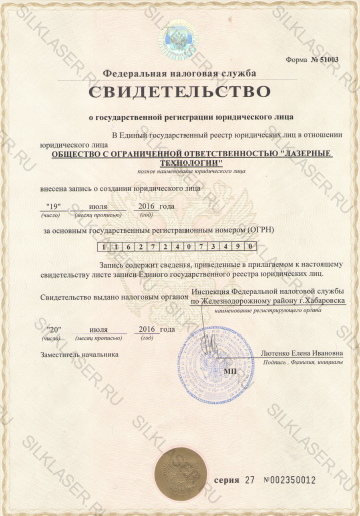 Форма № 51003
Федеральная налоговая служба
СВИДЕТЕЛЬСТВО
о государственной регистрации юридического лица
В Единый государственный реестр юридических лиц в отношении
юридического лица
ОБЩЕСТВО С ОГРАНИЧЕННОЙ ОТВЕТСТВЕННОСТЬЮ "ЛАЗЕРНЫЕ
ТЕХНОЛОГИИ"
полное наименование юридического лица
внесена запись о создании юридического лица
"19" июля 2016 года
(число) (месяц прописью) (год)
за основным государственным регистрационным номером (ОГРН)
1 1 6 2 7 2 4 0 7 3 4 9 0
Запись содержит сведения, приведенные в прилагаемом к настоящему
свидетельству листе записи Единого государственного реестра юридических лиц.
Свидетельство выдано налоговым органом
Инспекция Федеральной налоговой службы
по Железнодорожному району г.Хабаровска
наименование регистрирующего органа
"20" июля 2016 года
(число) (месяц прописью) (год)
Заместитель начальника
Лютенко Елена Ивановна
Подпись, Фамилия, инициалы
МП
серия 27 №002350012
SILKLASER.RU